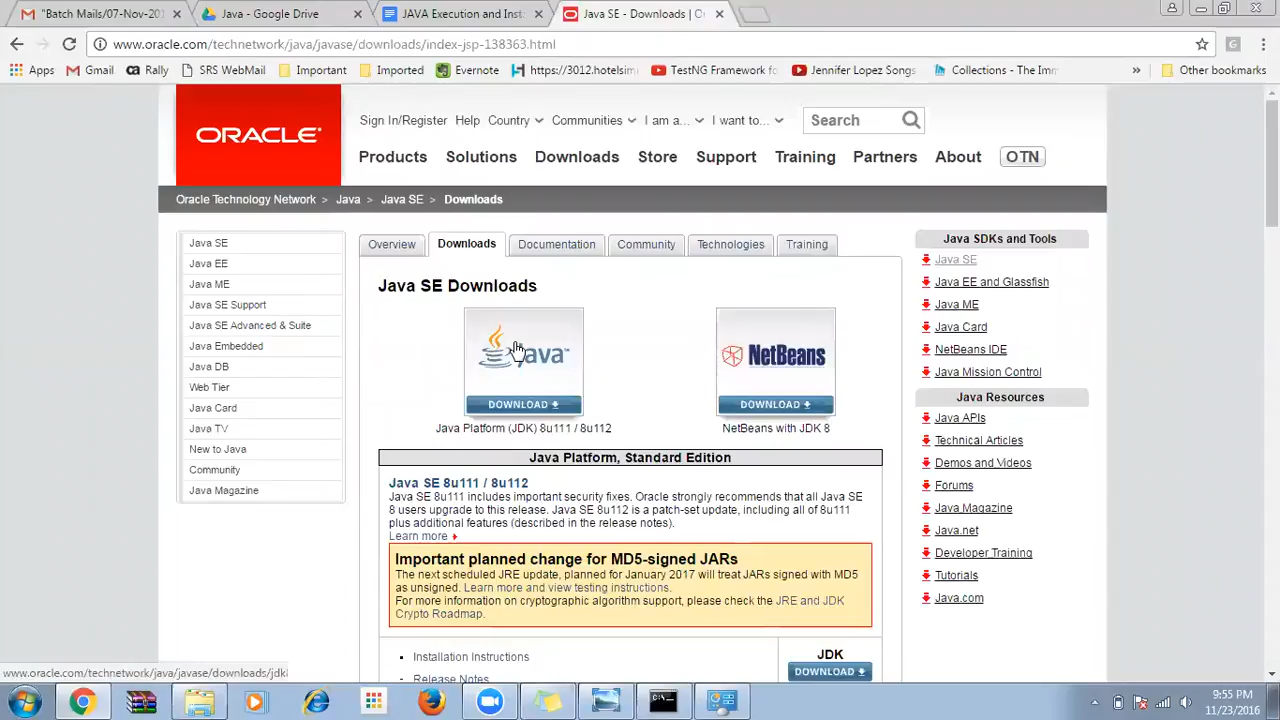 "Batch Mails/07-Nov-201
Java - Google Drive
JAVA Execution and Inst
Java SE - Downloads | O
www.oracle.com/technetwork/java/javase/downloads/index-jsp-138363.html
Apps
Gmail
Rally
SRS WebMail
Important
Imported
Evernote
https://3012.hotelsim
TestNG Framework fo
Jennifer Lopez Songs
Collections - The Imm
»
Other bookmarks
ORACLE
Sign In/Register Help Country Communities I am a... I want to...
Search
Products Solutions Downloads Store Support Training Partners About OTN
Oracle Technology Network > Java > Java SE > Downloads
Java SE
Java EE
Java ME
Java SE Support
Java SE Advanced & Suite
Java Embedded
Java DB
Web Tier
Java Card
Java TV
New to Java
Community
Java Magazine
Overview Downloads Documentation Community Technologies Training
Java SE Downloads
Java
DOWNLOAD
Java Platform (JDK) 8u111 / 8u112
NetBeans
DOWNLOAD
NetBeans with JDK 8
Java Platform, Standard Edition
Java SE 8u111 / 8u112
Java SE 8u111 includes important security fixes. Oracle strongly recommends that all Java SE
8 users upgrade to this release. Java SE 8u112 is a patch-set update, including all of 8u111
plus additional features (described in the release notes).
Learn more
Important planned change for MD5-signed JARs
The next scheduled JRE update, planned for January 2017 will treat JARs signed with MD5
as unsigned. Learn more and view testing instructions.
For more information on cryptographic algorithm support, please check the JRE and JDK
Crypto Roadmap.
Installation Instructions
Release Notes
JDK
DOWNLOAD
Java SDKs and Tools
Java SE
Java EE and Glassfish
Java ME
Java Card
NetBeans IDE
Java Mission Control
Java Resources
Java APIs
Technical Articles
Demos and Videos
Forums
Java Magazine
Java.net
Developer Training
Tutorials
Java.com
www.oracle.com/technetwork/java/javase/downloads/jdk8
9:55 PM
11/23/2016